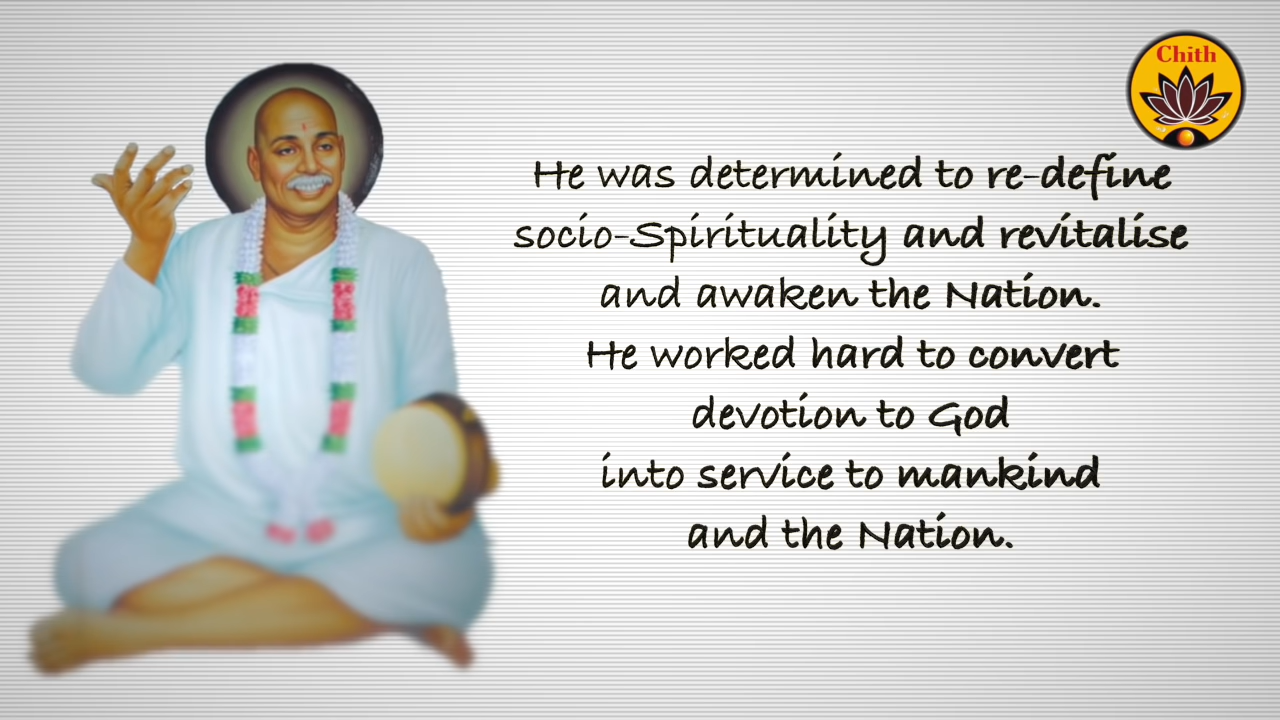 Chith
He was determined to re-define
socio-Spirituality and revitalise
and awaken the Nation.
He worked hard to convert
devotion to God
into service to mankind
and the Nation.